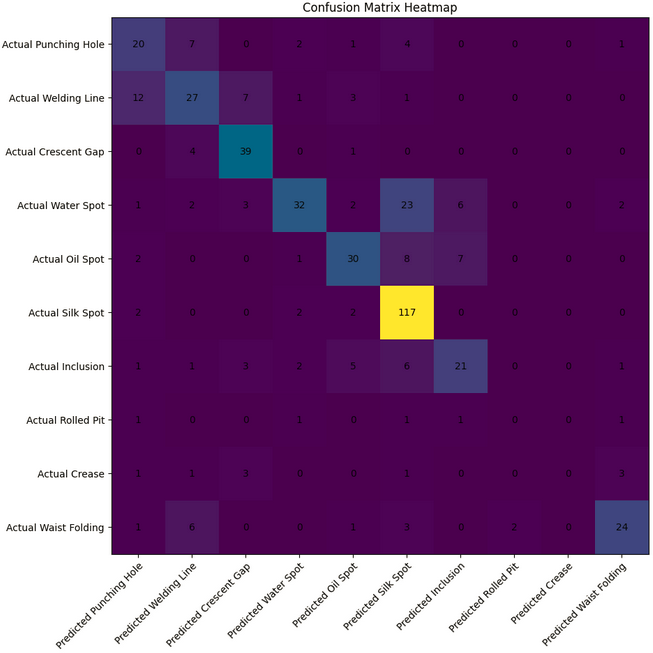 Confusion Matrix Heatmap
Actual Punching Hole 20 7 0 2 1 4 0 0 0 1
Actual Welding Line 12 27 7 1 3 1 0 0 0 0
Actual Crescent Gap 0 4 39 0 1 0 0 0 0 0
Actual Water Spot 1 2 3 32 2 23 6 0 0 2
Actual Oil Spot 2 0 0 1 30 8 7 0 0 0
Actual Silk Spot 2 0 0 2 2 117 0 0 0 0
Actual Inclusion 1 1 3 2 5 6 21 0 0 1
Actual Rolled Pit 1 0 0 1 0 1 1 0 0 1
Actual Crease 1 1 3 0 0 1 0 0 0 3
Actual Waist Folding 1 6 0 0 1 3 0 2 0 24
Predicted Punching Hole
Predicted Welding Line
Predicted Crescent Gap
Predicted Water Spot
Predicted Oil Spot
Predicted Silk Spot
Predicted Inclusion
Predicted Rolled Pit
Predicted Crease
Predicted Waist Folding